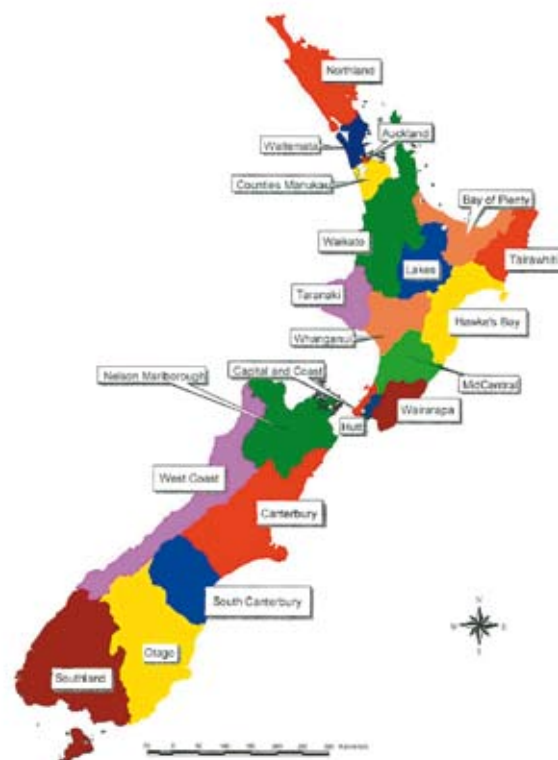 Northland
Auckland
Waitemata
Counties Manukau
Bay of Plenty
Waikato
Lakes
Tairawhiti
Taranaki
Hawke's Bay
Whanganui
Capital and Coast
Nelson Marlborough
MidCentral
Wairarapa
Hutt
West Coast
Canterbury
South Canterbury
Otago
Southland
N
W
E
S